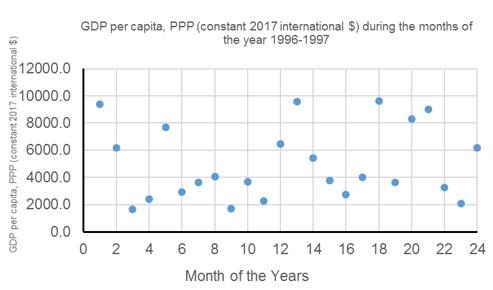 GDP per capita, PPP (constant 2017 international $) during the months of
the year 1996-1997
GDP per capita, PPP (constant 2017 international $)
12000.0
10000.0
8000.0
6000.0
4000.0
2000.0
0.0
0 2 4 6 8 10 12 14 16 18 20 22 24
Month of the Years